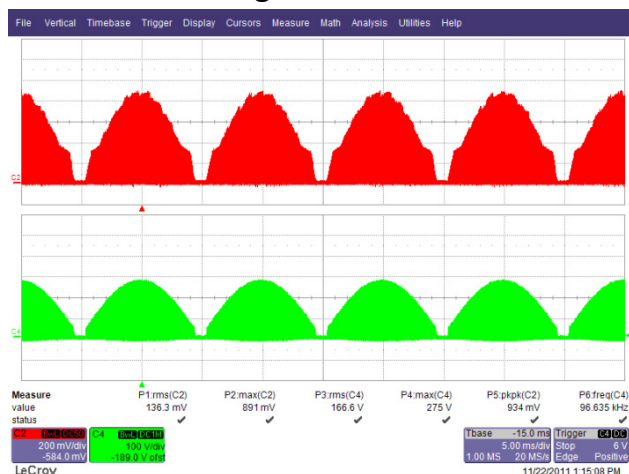 File Vertical Timebase Trigger Display Cursors Measure Math Analysis Utilities Help
C2
C4
Measure P1:rms(C2) P2:max(C2) P3:rms(C4) P4:max(C4) P5:pkpk(C2) P6:freq(C4)
value 136.3 mV 891 mV 166.6 V 275 V 934 mV 96.635 kHz
status
C2 BwL DC50 C4 BwL DC1M Tbase -15.0 ms Trigger C4 DC
200 mV/div 100 V/div 5.00 ms/div Stop 6 V
-584.0 mV -189.0 V ofst 1.00 MS 20 MS/s Edge Positive
LeCroy 11/22/2011 1:15:08 PM